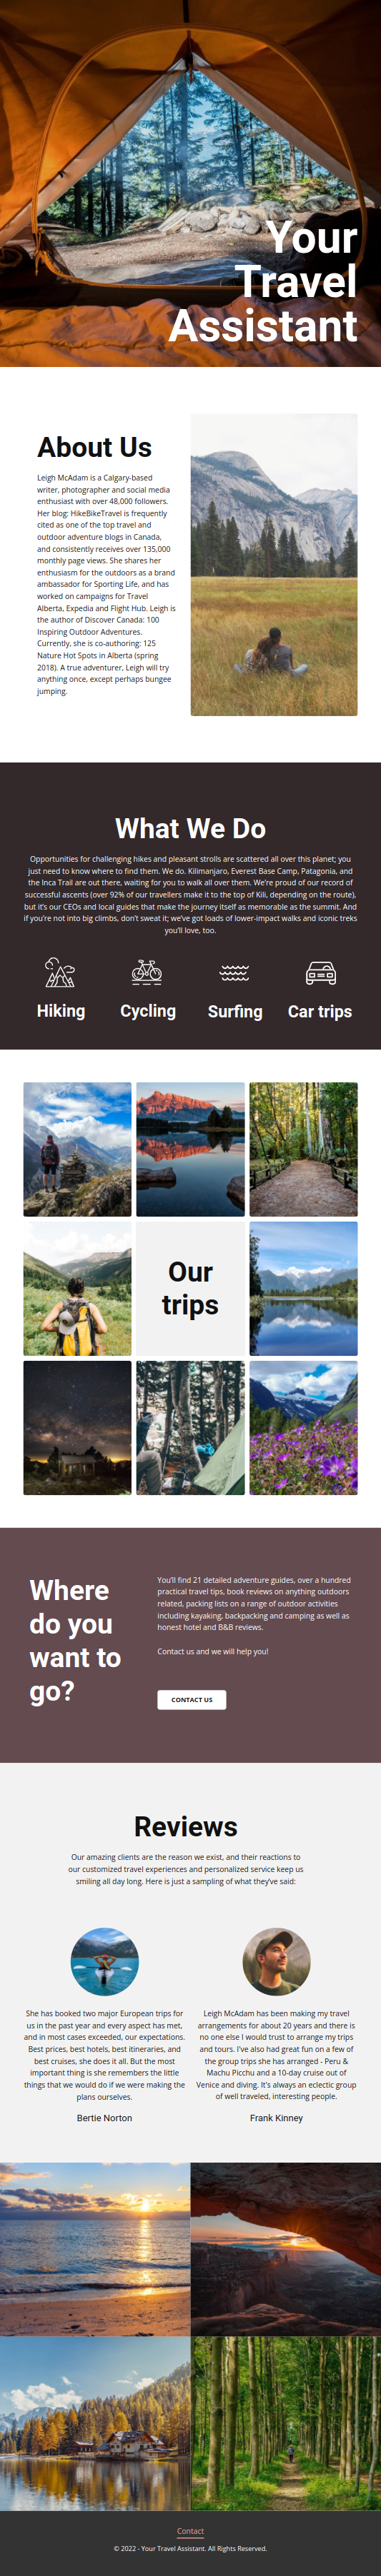 Your
Travel
Assistant
About Us
Leigh McAdam is a Calgary-based
writer, photographer and social media
enthusiast with over 48,000 followers.
Her blog: HikeBikeTravel is frequently
cited as one of the top travel and
outdoor adventure blogs in Canada,
and consistently receives over 135,000
monthly page views. She shares her
enthusiasm for the outdoors as a brand
ambassador for Sporting Life, and has
worked on campaigns for Travel
Alberta, Expedia and Flight Hub. Leigh is
the author of Discover Canada: 100
Inspiring Outdoor Adventures.
Currently, she is co-authoring: 125
Nature Hot Spots in Alberta (spring
2018). A true adventurer, Leigh will try
anything once, except perhaps bungee
jumping.
What We Do
Opportunities for challenging hikes and pleasant strolls are scattered all over this planet; you
just need to know where to find them. We do. Kilimanjaro, Everest Base Camp, Patagonia, and
the Inca Trail are out there, waiting for you to walk all over them. We're proud of our record of
successful ascents (over 92% of our travellers make it to the top of Kili, depending on the route),
but it's our CEOs and local guides that make the journey itself as memorable as the summit. And
if you're not into big climbs, don't sweat it; we've got loads of lower-impact walks and iconic treks
you'll love, too.
Hiking
Cycling
Surfing
Car trips
Our
trips
Where
do you
want to
go?
You'll find 21 detailed adventure guides, over a hundred
practical travel tips, book reviews on anything outdoors
related, packing lists on a range of outdoor activities
including kayaking, backpacking and camping as well as
honest hotel and B&B reviews.
Contact us and we will help you!
CONTACT US
Reviews
Our amazing clients are the reason we exist, and their reactions to
our customized travel experiences and personalized service keep us
smiling all day long. Here is just a sampling of what they've said:
She has booked two major European trips for
us in the past year and every aspect has met,
and in most cases exceeded, our expectations.
Best prices, best hotels, best itineraries, and
best cruises, she does it all. But the most
important thing is she remembers the little
things that we would do if we were making the
plans ourselves.
Bertie Norton
Leigh McAdam has been making my travel
arrangements for about 20 years and there is
no one else I would trust to arrange my trips
and tours. I've also had great fun on a few of
the group trips she has arranged - Peru &
Machu Picchu and a 10-day cruise out of
Venice and diving. It's always an eclectic group
of well traveled, interesting people.
Frank Kinney
Contact
© 2022 - Your Travel Assistant. All Rights Reserved.